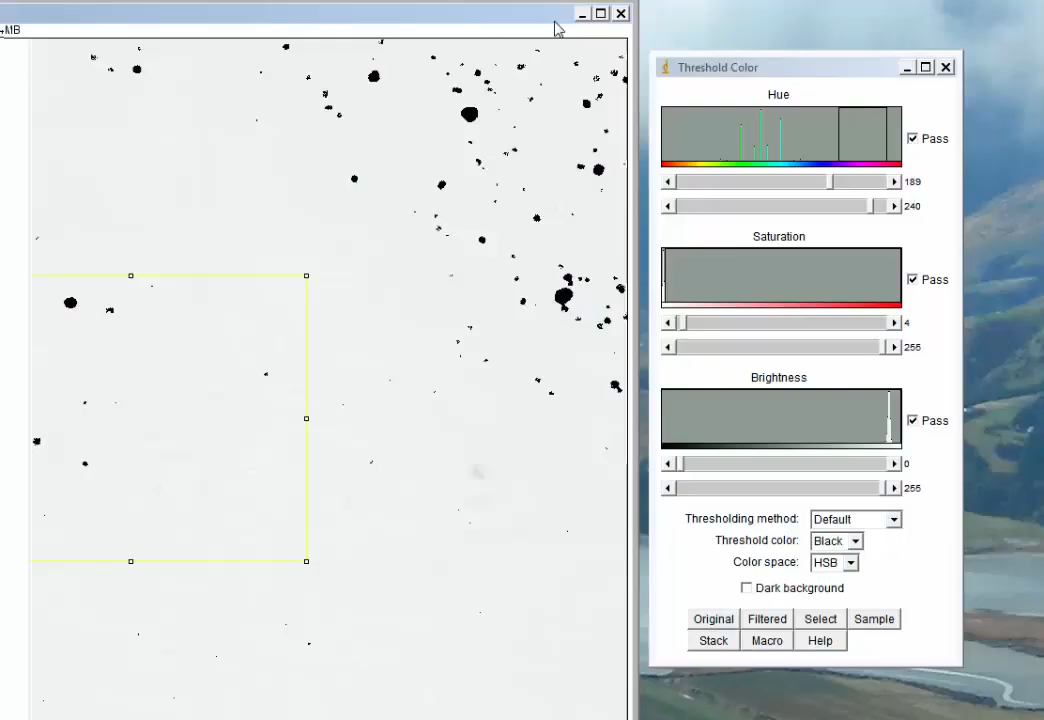 4MB
Threshold Color
Hue
Pass
189
240
Saturation
Pass
4
255
Brightness
Pass
0
255
Thresholding method: Default
Threshold color: Black
Color space: HSB
Dark background
Original Filtered Select Sample
Stack Macro Help